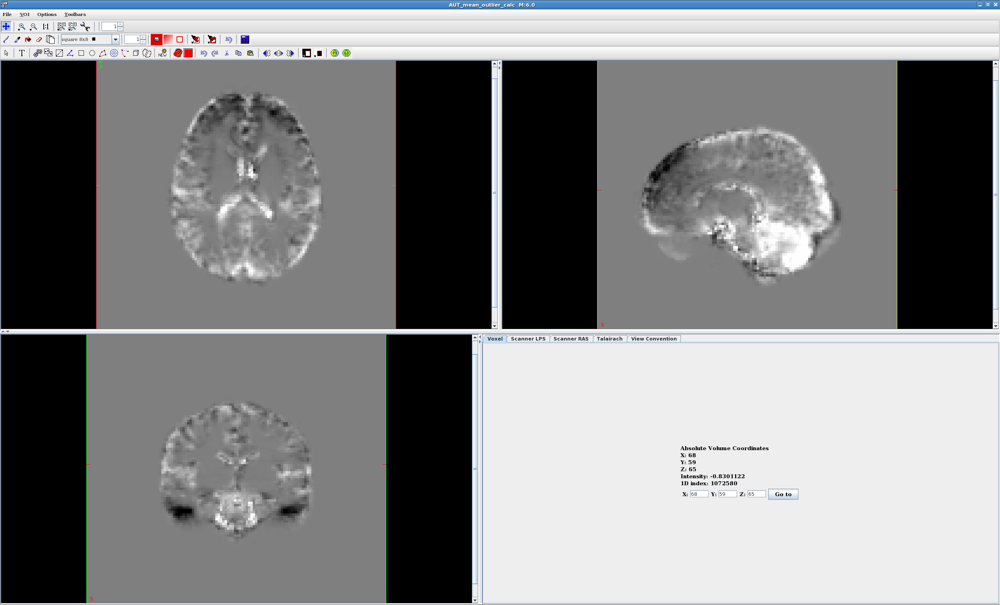 AUT_mean_outlier_calc M:6.0
File VOI Options Toolbars
1:1 1
square 8x8 1
T NEW
P
S
S
Voxel Scanner LPS Scanner RAS Talairach View Convention
Absolute Volume Coordinates
X: 68
Y: 59
Z: 65
Intensity: -0.8301122
1D index: 1072580
X: 68 Y: 59 Z: 65 Go to